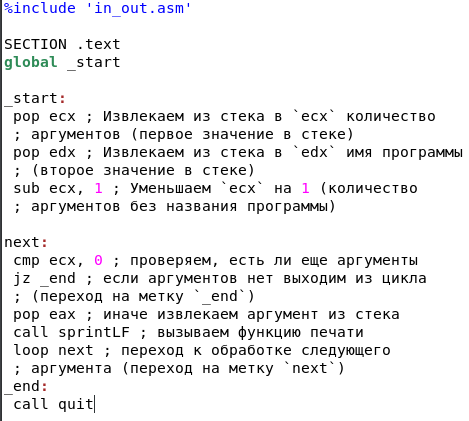 %include 'in_out.asm'
SECTION .text
global _start
_start:
pop ecx ; Извлекаем из стека в `ecx` количество
; аргументов (первое значение в стеке)
pop edx ; Извлекаем из стека в `edx` имя программы
; (второе значение в стеке)
sub ecx, 1 ; Уменьшаем `ecx` на 1 (количество
; аргументов без названия программы)
next:
cmp ecx, 0 ; проверяем, есть ли еще аргументы
jz _end ; если аргументов нет выходим из цикла
; (переход на метку `_end`)
pop eax ; иначе извлекаем аргумент из стека
call sprintLF ; вызываем функцию печати
loop next ; переход к обработке следующего
; аргумента (переход на метку `next`)
_end:
call quit